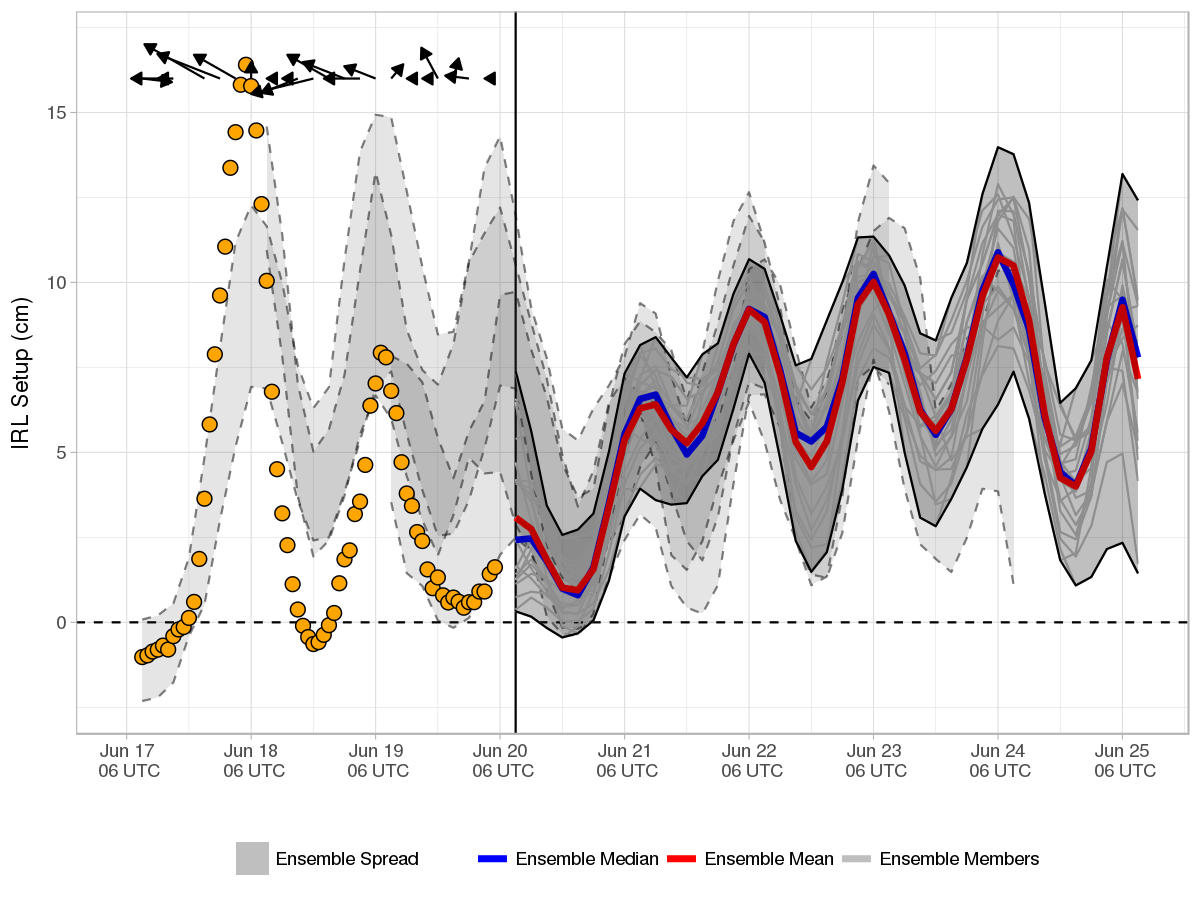 IRL Setup (cm)
15
10
5
0
Jun 17 Jun 18 Jun 19 Jun 20 Jun 21 Jun 22 Jun 23 Jun 24 Jun 25
06 UTC 06 UTC 06 UTC 06 UTC 06 UTC 06 UTC 06 UTC 06 UTC 06 UTC
Ensemble Spread Ensemble Median Ensemble Mean Ensemble Members